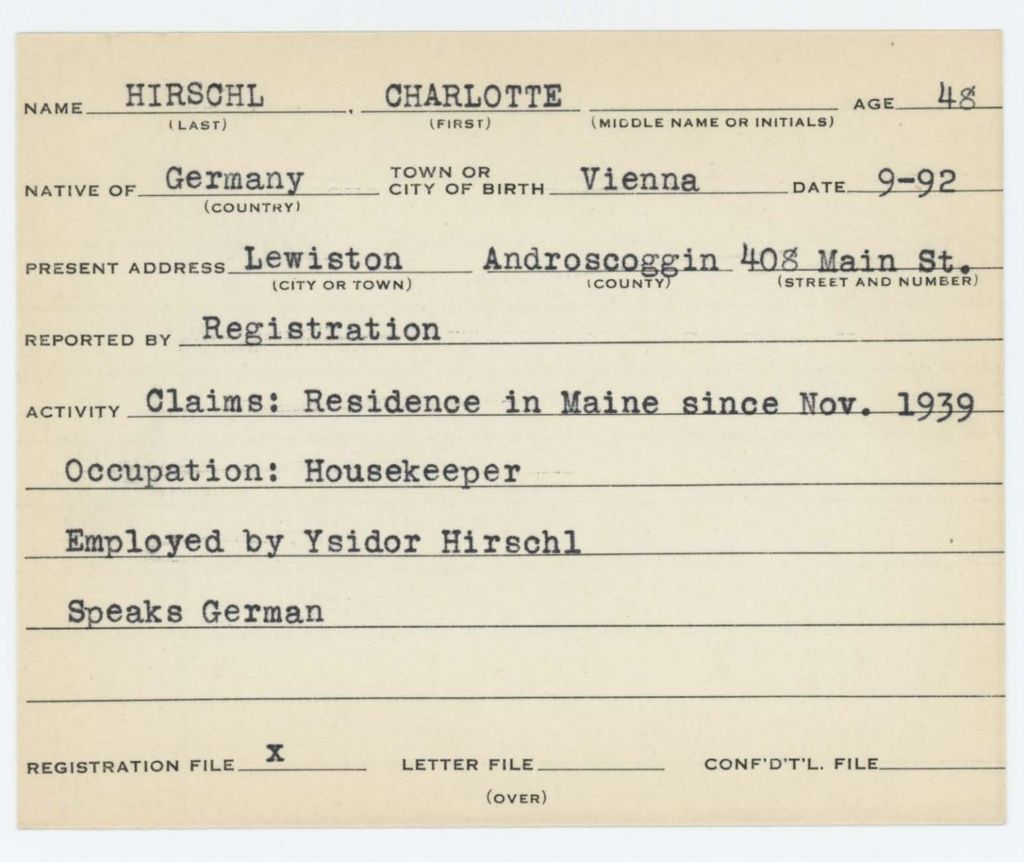 NAME HIRSCHL, CHARLOTTE AGE 48
(LAST) (FIRST) (MIDDLE NAME OR INITIALS)
NATIVE OF Germany TOWN OR CITY OF BIRTH Vienna DATE 9-92
(COUNTRY)
PRESENT ADDRESS Lewiston Androscoggin 408 Main St.
(CITY OR TOWN) (COUNTY) (STREET AND NUMBER)
REPORTED BY Registration
ACTIVITY Claims: Residence in Maine since Nov. 1939
Occupation: Housekeeper
Employed by Ysidor Hirschl
Speaks German
REGISTRATION FILE X LETTER FILE CONF'D'T'L. FILE
(OVER)